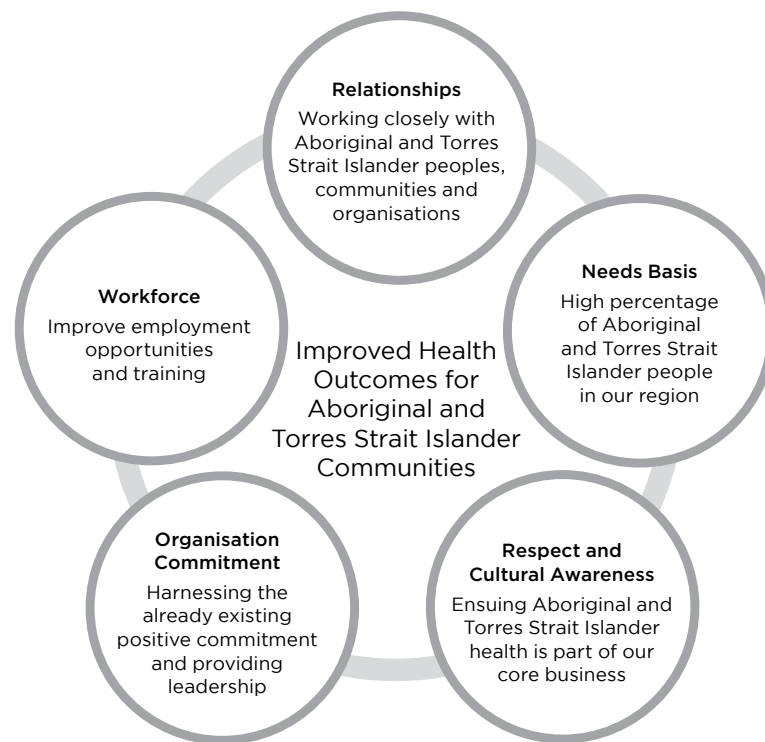 Relationships
Working closely with
Aboriginal and Torres
Strait Islander peoples,
communities and
organisations
Needs Basis
High percentage
of Aboriginal
and Torres Strait
Islander people
in our region
Respect and
Cultural Awareness
Ensuing Aboriginal and
Torres Strait Islander
health is part of our
core business
Organisation
Commitment
Harnessing the
already existing
positive commitment
and providing
leadership
Workforce
Improve employment
opportunities
and training
Improved Health
Outcomes for
Aboriginal and
Torres Strait Islander
Communities